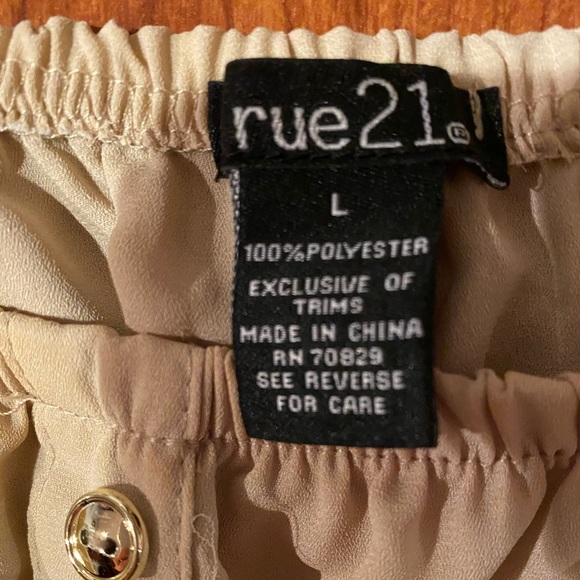 rue21®
L
100%POLYESTER
EXCLUSIVE OF
TRIMS
MADE IN CHINA
RN 70829
SEE REVERSE
FOR CARE